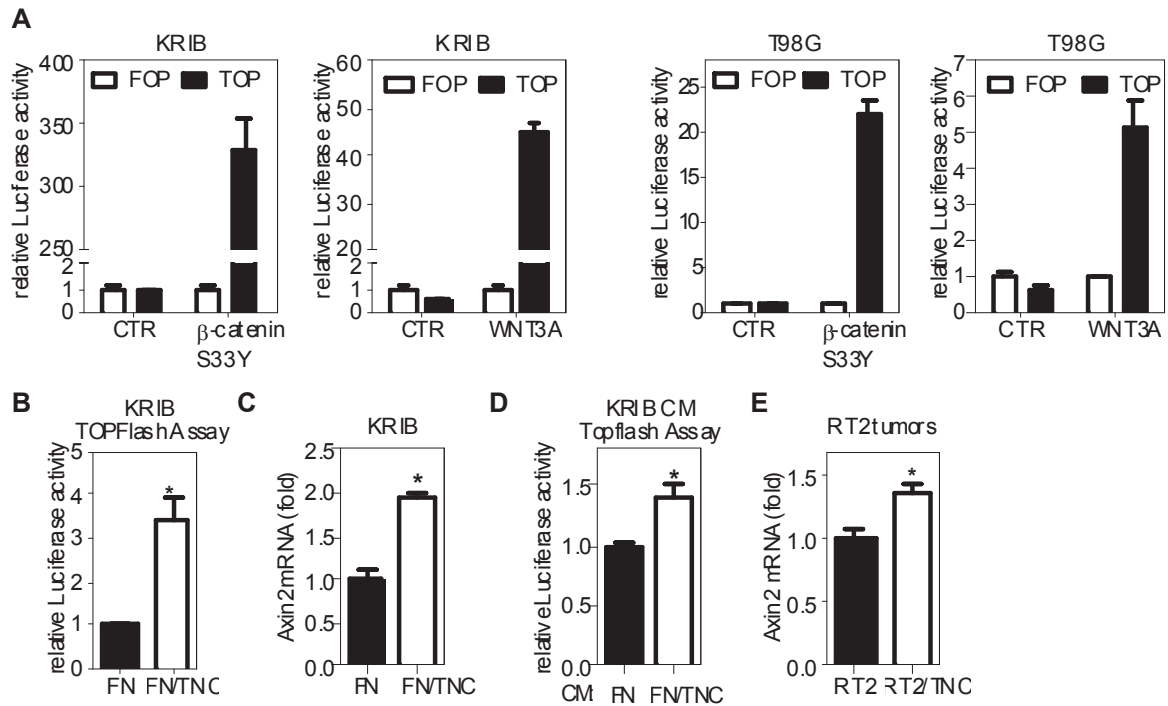 A
KRIB
relative Luciferase activity
400
350
300
250
2
1
0
FOP TOP
CTR β-catenin S33Y
KRIB
relative Luciferase activity
60
50
40
30
20
2
1
0
FOP TOP
CTR WNT3A
T98G
relative Luciferase activity
25
20
15
10
5
0
FOP TOP
CTR β-catenin S33Y
T98G
relative Luciferase activity
7
6
5
4
3
2
1
0
FOP TOP
CTR WNT3A
B
KRIB
TOPFlash Assay
relative Luciferase activity
5
4
3
2
1
0
*
FN FN/TNC
C
KRIB
Axin2 mRNA (fold)
2.5
2.0
1.5
1.0
0.5
0.0
*
FN FN/TNC
D
KRIB CM
Topflash Assay
relative Luciferase activity
1.5
1.0
0.5
0.0
*
CM: FN FN/TNC
E
RT2 tumors
Axin2 mRNA (fold)
1.5
1.0
1.5
0.0
*
RT2 RT2/TNC